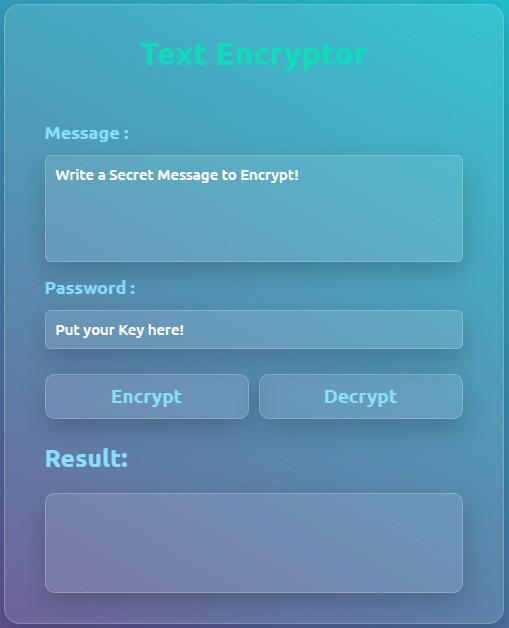 Text Encryptor
Message :
Write a Secret Message to Encrypt!
Password :
Put your Key here!
Encrypt Decrypt
Result: